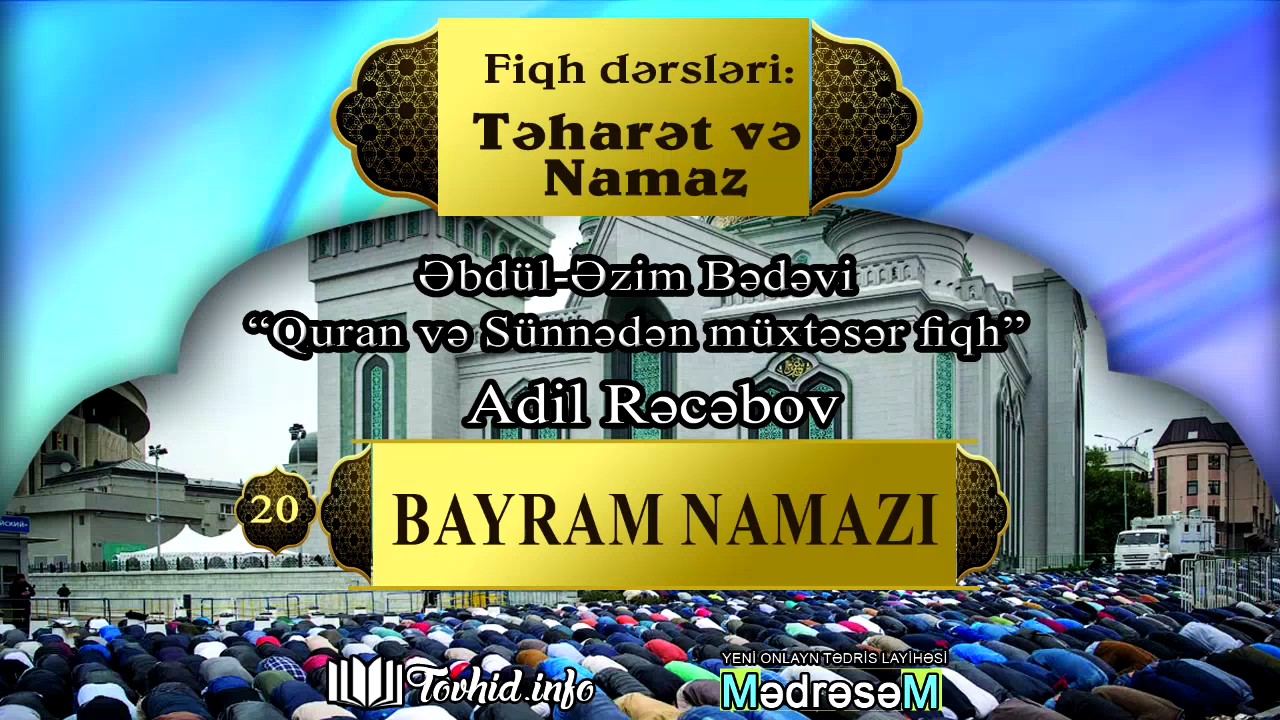 Fiqh dərsləri:
Təharət və
Namaz
Əbdül-Əzim Bədəvi
“Quran və Sünnədən müxtəsər fiqh”
Adil Rəcəbov
20
BAYRAM NAMAZI
Tovhid.info
YENİ ONLAYN TƏDRİS LAYİHƏSİ
MədrəsəM